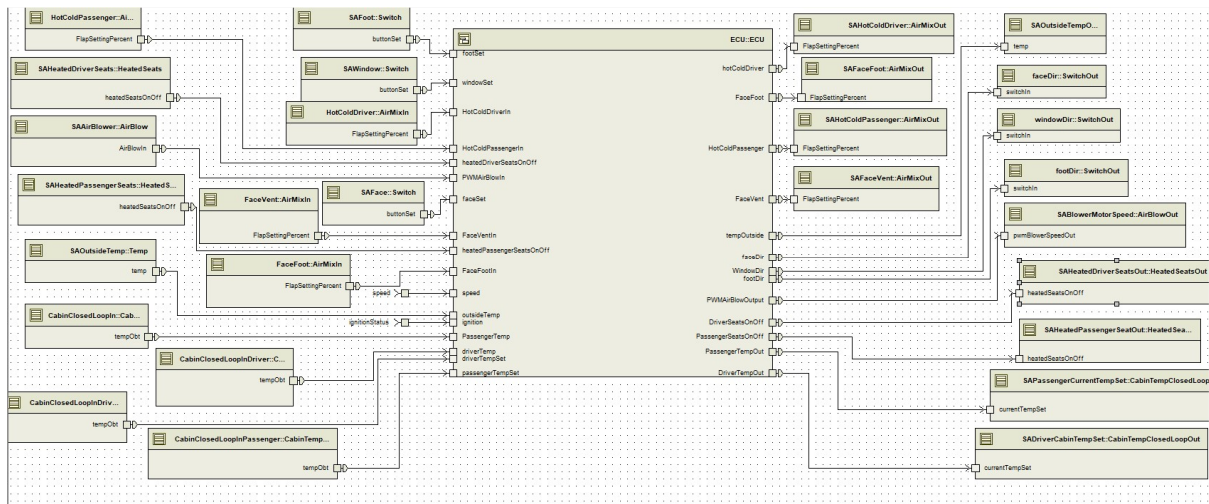 HotColdPassenger::Ai...
FlapSettingPercent
SAHeatedDriverSeats::HeatedSeats
heatedSeatsOnOff
SAAirBlower::AirBlow
AirBlowIn
SAHeatedPassengerSeats::HeatedS...
heatedSeatsOnOff
SAOutsideTemp::Temp
temp
CabinClosedLoopIn::Cab...
tempObt
CabinClosedLoopInDriv...
tempObt
SAFoot::Switch
buttonSet
SAWindow::Switch
buttonSet
HotColdDriver::AirMixIn
FlapSettingPercent
SAFace::Switch
buttonSet
FaceVent::AirMixIn
FlapSettingPercent
FaceFoot::AirMixIn
FlapSettingPercent
speed
ignitionStatus
CabinClosedLoopInDriver::C...
tempObt
CabinClosedLoopInPassenger::CabinTemp...
tempObt
ECU::ECU
footSet
windowSet
HotColdDriverIn
HotColdPassengerIn
heatedDriverSeatsOnOff
PWMAirBlowIn
faceSet
FaceVentIn
heatedPassengerSeatsOnOff
FaceFootIn
speed
outsideTemp
ignition
PassengerTemp
driverTemp
driverTempSet
passengerTempSet
hotColdDriver
FaceFoot
HotColdPassenger
FaceVent
tempOutside
faceDir
WindowDir
footDir
PWMAirBlowOutput
DriverSeatsOnOff
PassengerSeatsOnOff
PassengerTempOut
DriverTempOut
SAHotColdDriver::AirMixOut
FlapSettingPercent
SAFaceFoot::AirMixOut
FlapSettingPercent
SAHotColdPassenger::AirMixOut
FlapSettingPercent
SAFaceVent::AirMixOut
FlapSettingPercent
SAOutsideTempO...
temp
faceDir::SwitchOut
switchIn
windowDir::SwitchOut
switchIn
footDir::SwitchOut
switchIn
SABlowerMotorSpeed::AirBlowOut
pwmBlowerSpeedOut
SAHeatedDriverSeatsOut::HeatedSeatsOut
heatedSeatsOnOff
SAHeatedPassengerSeatOut::HeatedSea...
heatedSeatsOnOff
SAPassengerCurrentTempSet::CabinTempClosedLoop
currentTempSet
SADriverCabinTempSet::CabinTempClosedLoopOut
currentTempSet